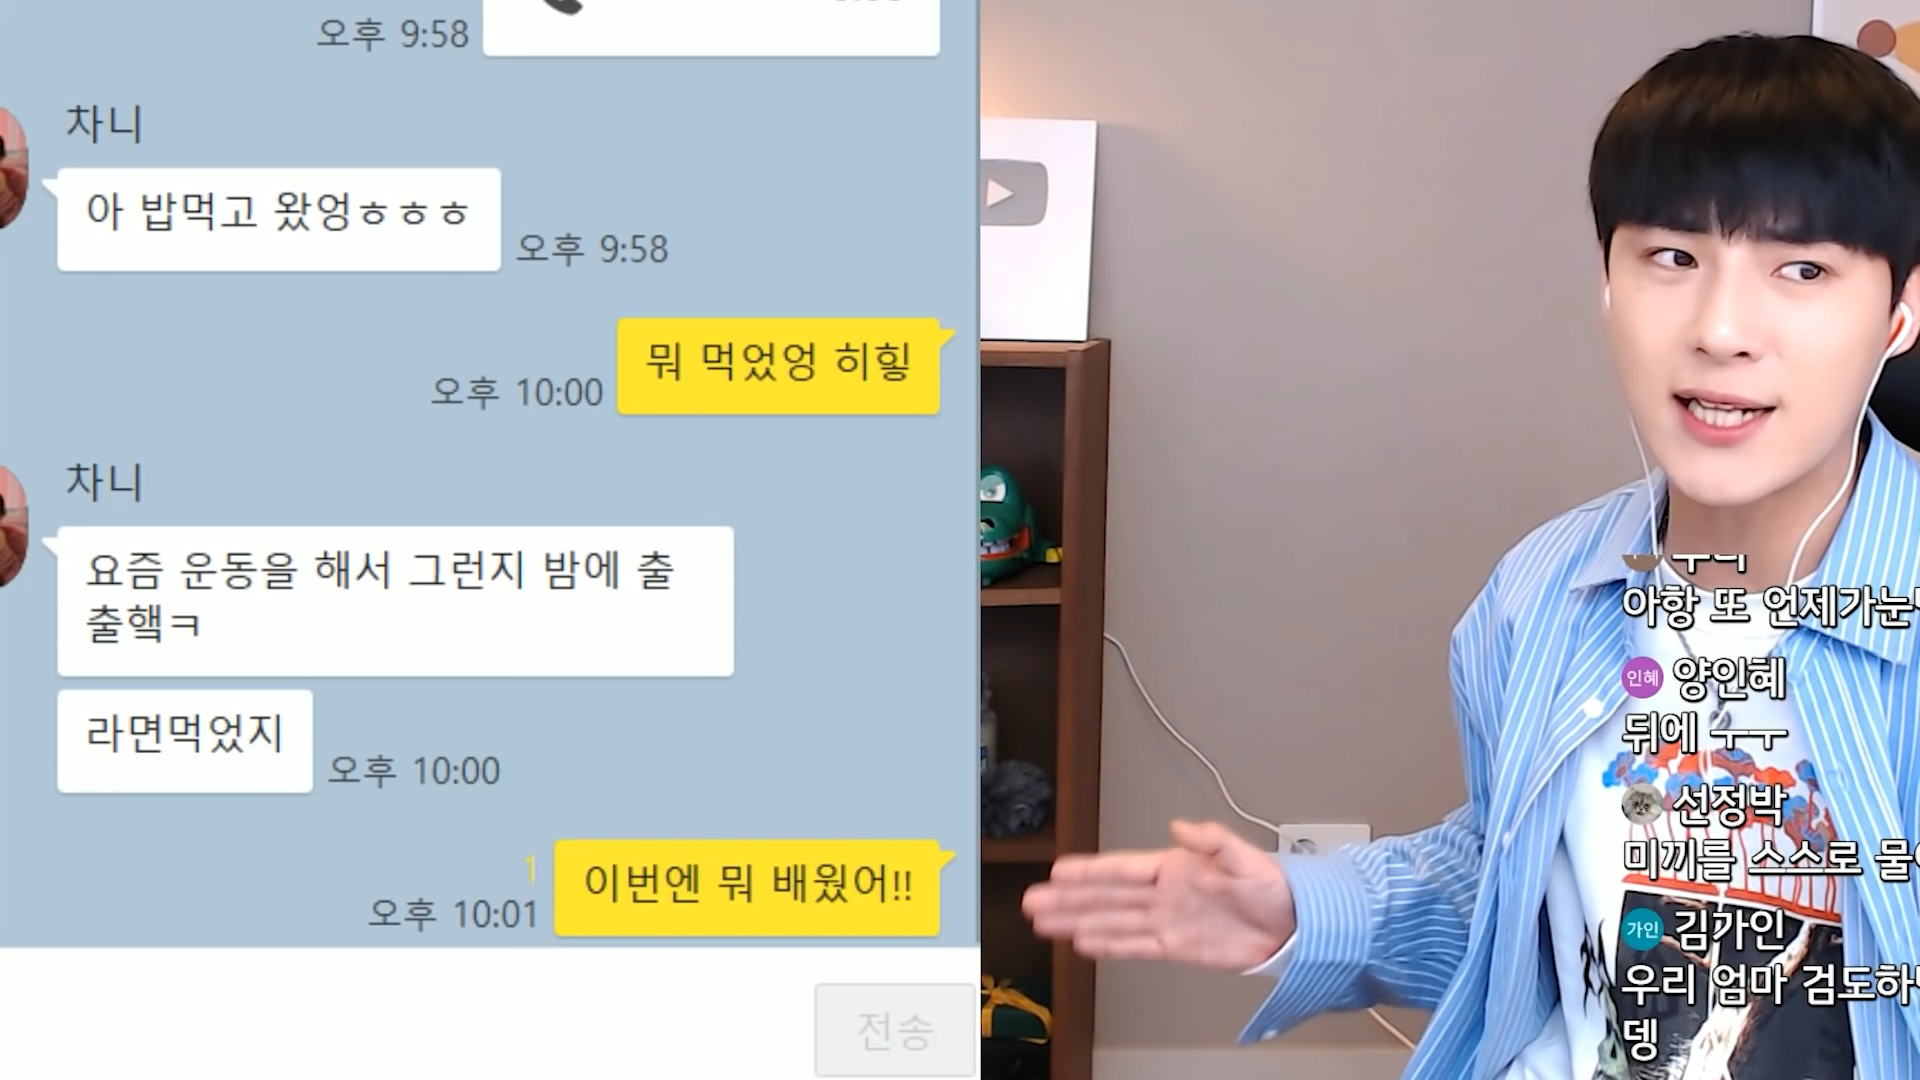 오후 9:58
차니
아 밥먹고 왔엉ㅎㅎㅎ
오후 9:58
뭐 먹었엉 히힣
오후 10:00
차니
요즘 운동을 해서 그런지 밤에 출
출햌ㅋ
라면먹었지
오후 10:00
이번엔 뭐 배웠어!!
1
오후 10:01
전송
아항 또 언제가눈
인혜 양인혜
뒤에 ㅜㅜ
선정박
미끼를 스스로 물
가인 김가인
우리 엄마 검도하
뎅